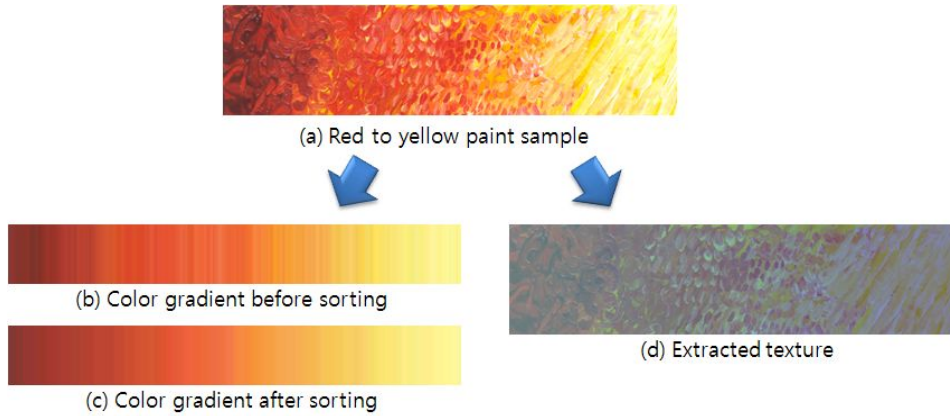 (a) Red to yellow paint sample
(b) Color gradient before sorting
(c) Color gradient after sorting
(d) Extracted texture